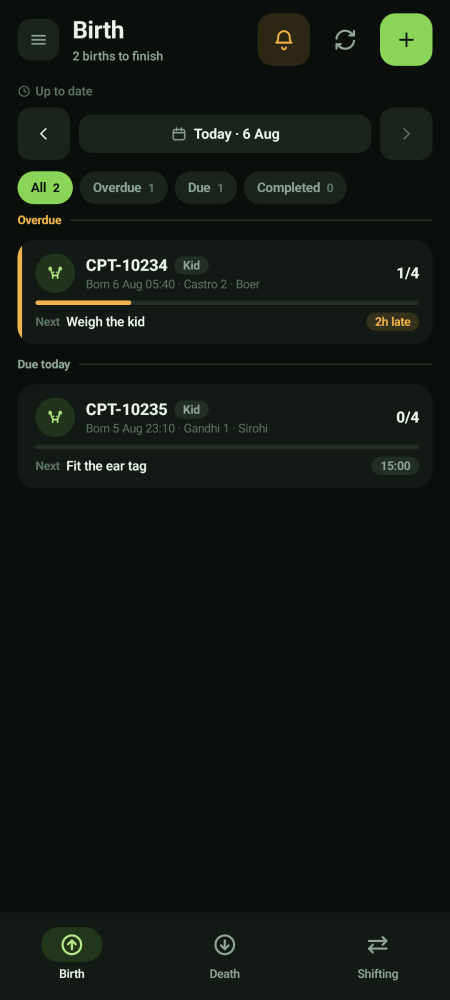 Birth
2 births to finish
Up to date
Today · 6 Aug
All 2 Overdue 1 Due 1 Completed 0
Overdue
CPT-10234 Kid
1/4
Born 6 Aug 05:40 · Castro 2 · Boer
Next Weigh the kid 2h late
Due today
CPT-10235 Kid
0/4
Born 5 Aug 23:10 · Gandhi 1 · Sirohi
Next Fit the ear tag 15:00
Birth Death Shifting